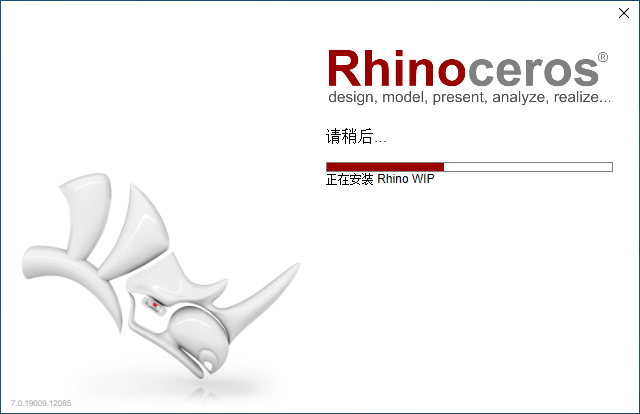 Rhinoceros®
design, model, present, analyze, realize...
请稍后...
正在安装 Rhino WIP
7.0.19009.12085